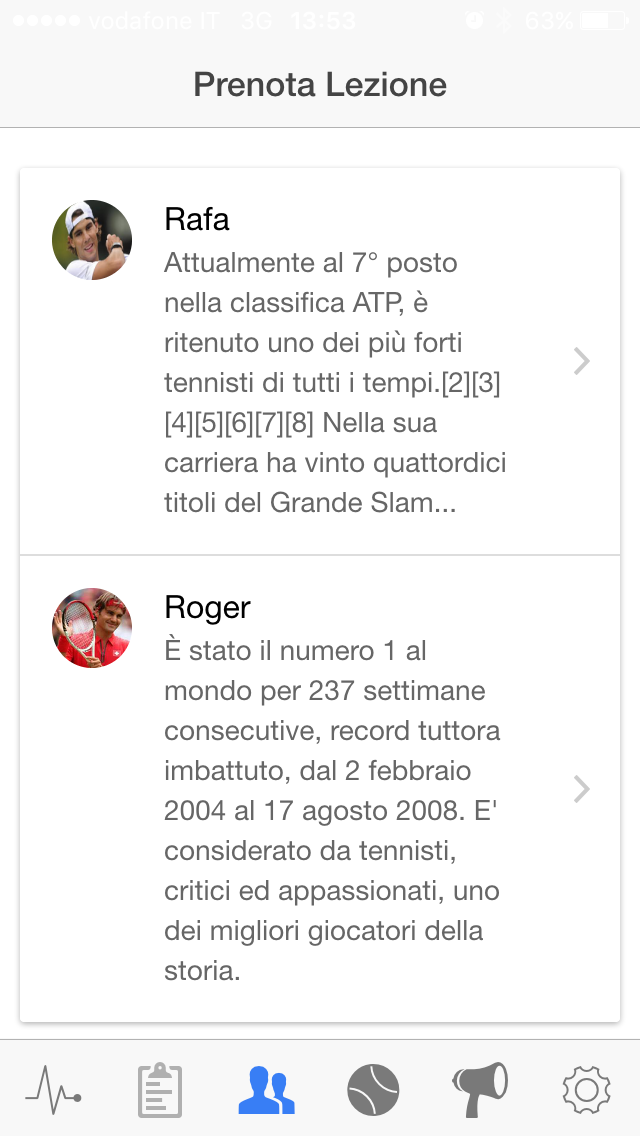 vodafone IT 3G 13:53 63%
Prenota Lezione
Rafa
Attualmente al 7° posto
nella classifica ATP, è
ritenuto uno dei più forti
tennisti di tutti i tempi.[2][3]
[4][5][6][7][8] Nella sua
carriera ha vinto quattordici
titoli del Grande Slam...
Roger
È stato il numero 1 al
mondo per 237 settimane
consecutive, record tuttora
imbattuto, dal 2 febbraio
2004 al 17 agosto 2008. E'
considerato da tennisti,
critici ed appassionati, uno
dei migliori giocatori della
storia.